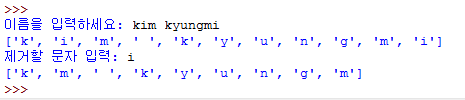 >>>
이름을 입력하세요: kim kyungmi
['k', 'i', 'm', ' ', 'k', 'y', 'u', 'n', 'g', 'm', 'i']
제거할 문자 입력: i
['k', 'm', ' ', 'k', 'y', 'u', 'n', 'g', 'm']
>>>